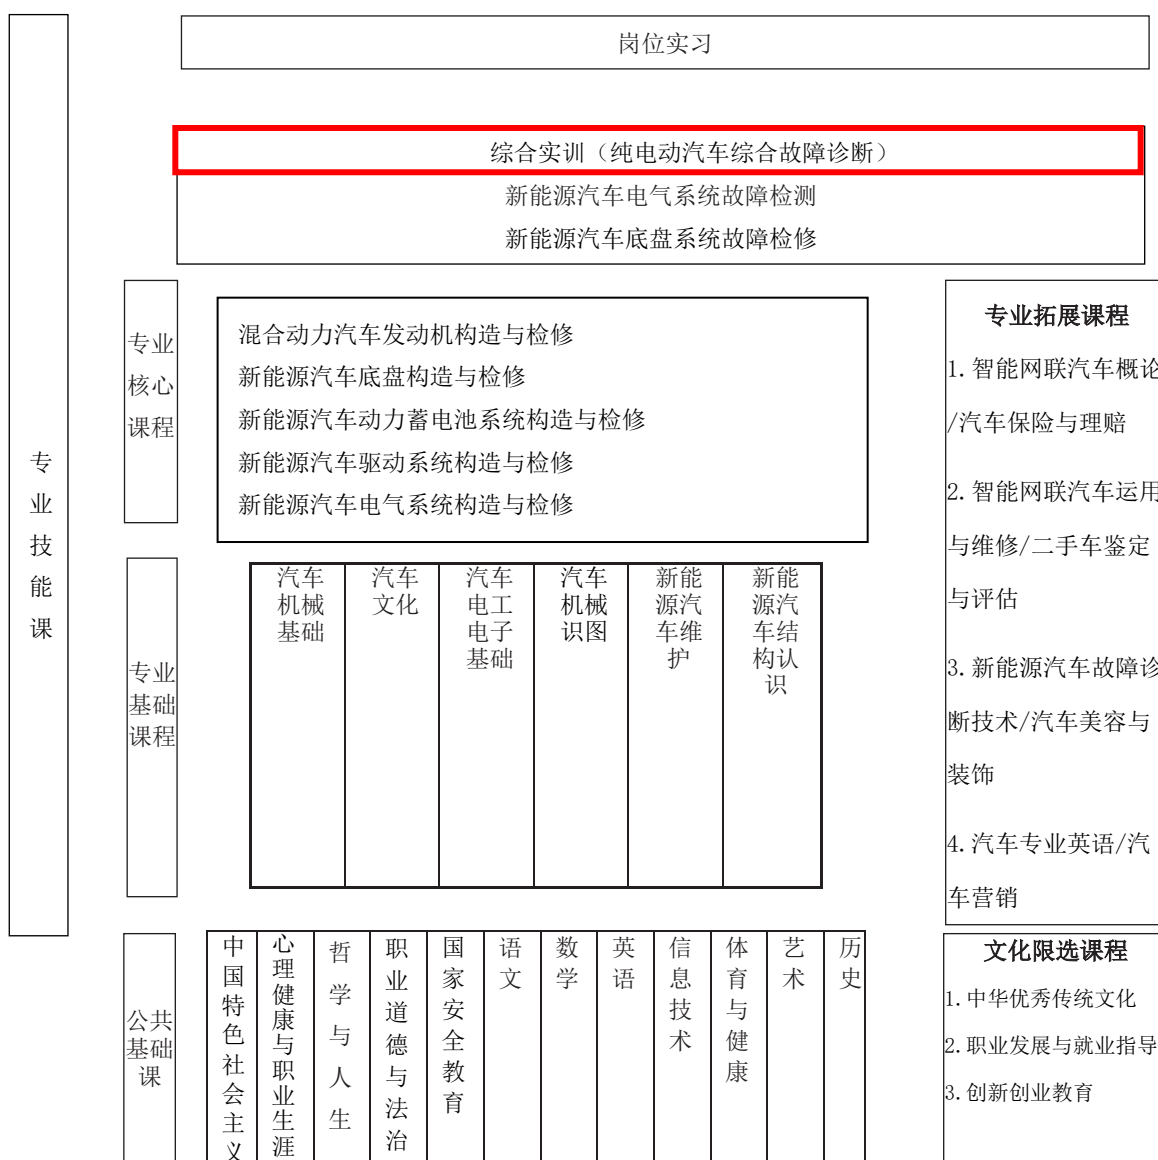 岗位实习
综合实训（纯电动汽车综合故障诊断）
新能源汽车电气系统故障检测
新能源汽车底盘系统故障检修
专
业
技
能
课
专业
核心
课程
混合动力汽车发动机构造与检修
新能源汽车底盘构造与检修
新能源汽车动力蓄电池系统构造与检修
新能源汽车驱动系统构造与检修
新能源汽车电气系统构造与检修
专业
基础
课程
汽车
机械
基础
汽车
文化
汽车
电工
电子
基础
汽车
机械
识图
新能
源汽
车维
护
新能
源汽
车结
构认
识
专业拓展课程
1.智能网联汽车概论
/汽车保险与理赔
2.智能网联汽车运用
与维修/二手车鉴定
与评估
3.新能源汽车故障诊
断技术/汽车美容与
装饰
4.汽车专业英语/汽
车营销
公共
基础
课
中国特色社会主义
心理健康与职业生涯
哲学与人生
职业道德与法治
国家安全教育
语文
数学
英语
信息技术
体育与健康
艺术
历史
文化限选课程
1.中华优秀传统文化
2.职业发展与就业指导
3.创新创业教育